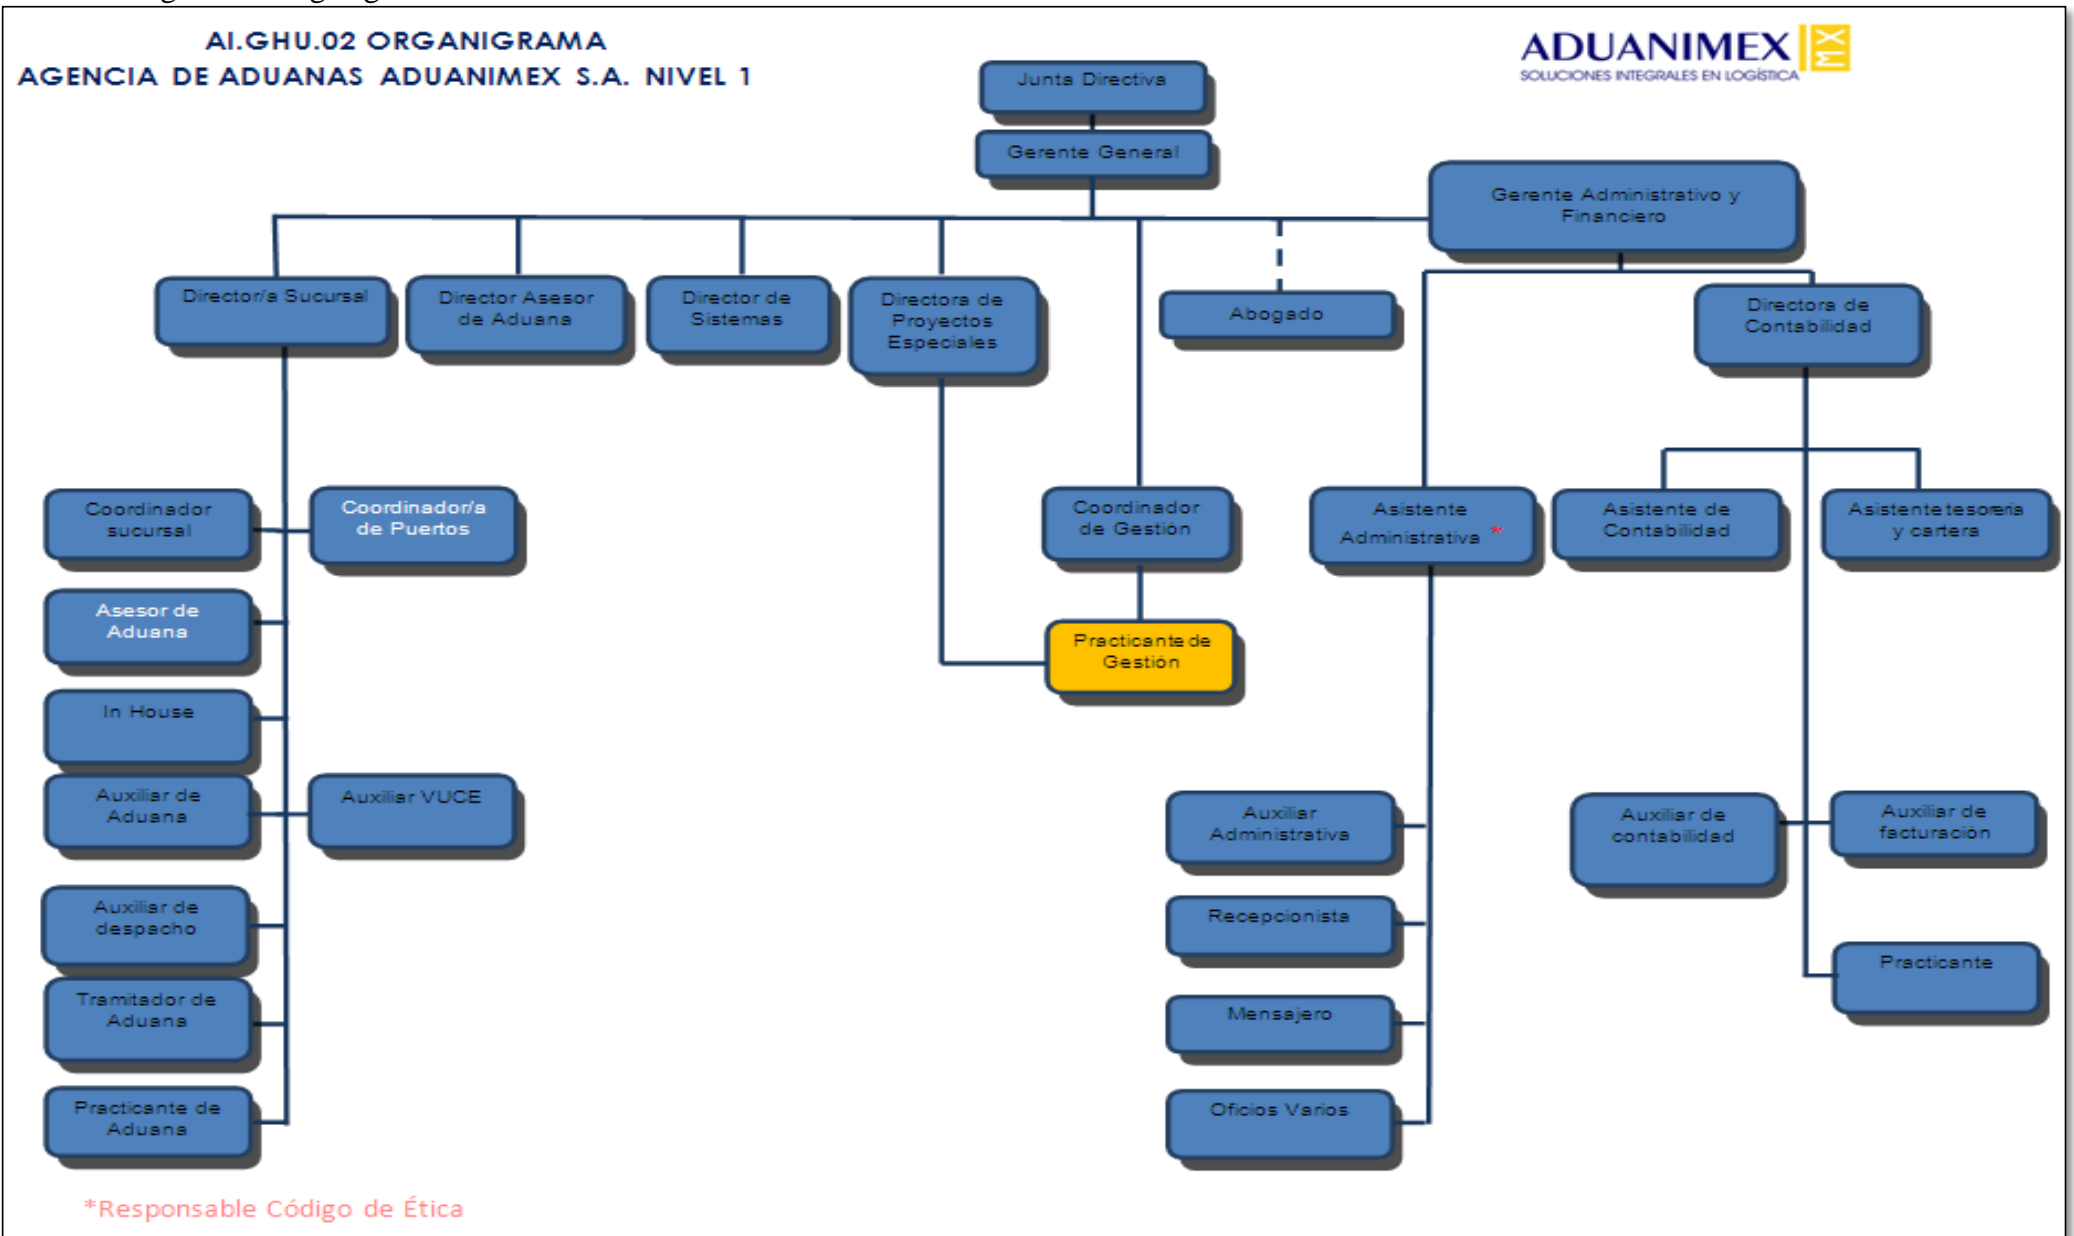 AI.GHU.02 ORGANIGRAMA
AGENCIA DE ADUANAS ADUANIMEX S.A. NIVEL 1
ADUANIMEX MX
SOLUCIONES INTEGRALES EN LOGÍSTICA
Junta Directiva
Gerente General
Gerente Administrativo y
Financiero
Director/a Sucursal
Director Asesor
de Aduana
Director de
Sistemas
Directora de
Proyectos
Especiales
Abogado
Directora de
Contabilidad
Coordinador
sucursal
Coordinador/a
de Puertos
Coordinador
de Gestión
Asistente
Administrativa *
Asistente de
Contabilidad
Asistente tesorería
y cartera
Asesor de
Aduana
Practicante de
Gestión
In House
Auxiliar de
Aduana
Auxiliar VUCE
Auxiliar
Administrativa
Auxiliar de
contabilidad
Auxiliar de
facturación
Auxiliar de
despacho
Recepcionista
Practicante
Tramitador de
Aduana
Mensajero
Practicante de
Aduana
Oficios Varios
*Responsable Código de Ética